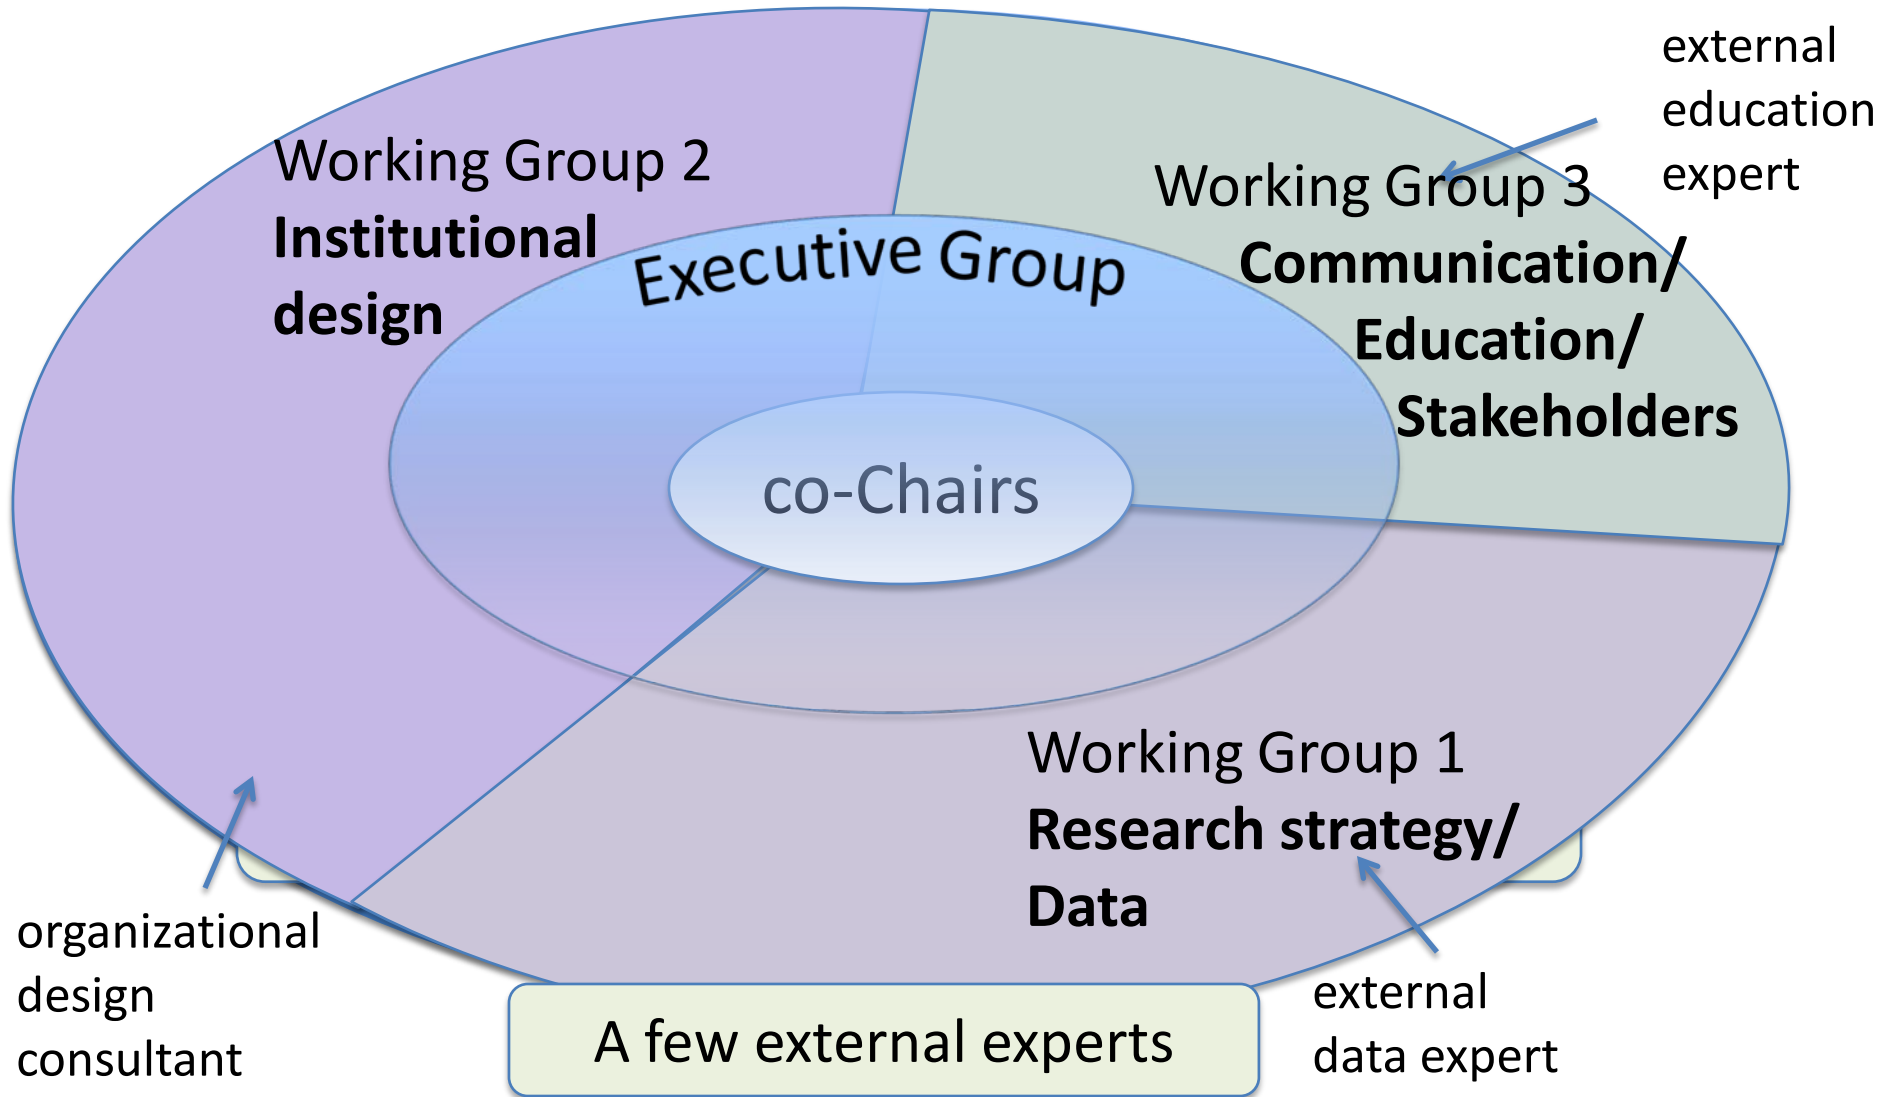 external
education
expert
Working Group 2
Institutional
design
Working Group 3
Communication/
Education/
Stakeholders
Executive Group
co-Chairs
Working Group 1
Research strategy/
Data
organizational
design
consultant
A few external experts
external
data expert